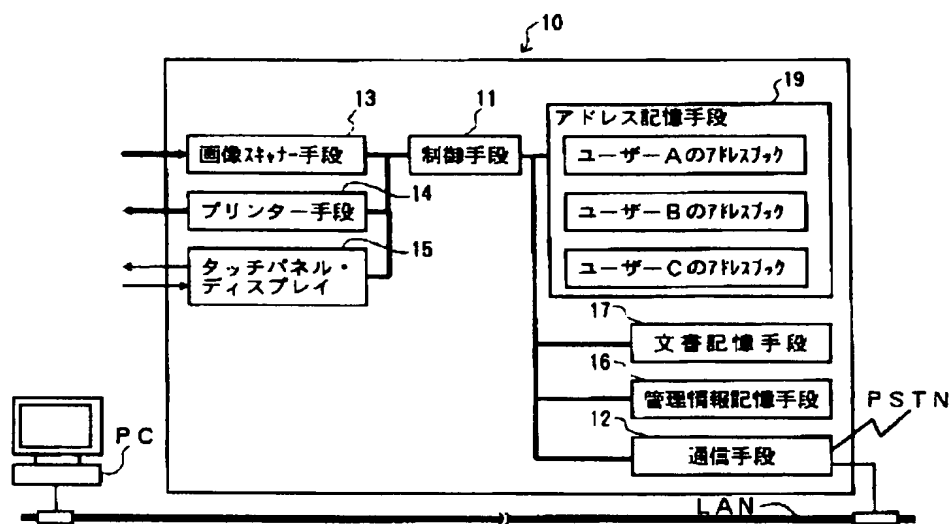 10
13
11
19
画像スキャナー手段
制御手段
アドレス記憶手段
ユーザーAのアドレスブック
14
プリンター手段
ユーザーBのアドレスブック
15
タッチパネル・
ディスプレイ
ユーザーCのアドレスブック
17
文書記憶手段
16
管理情報記憶手段
12
通信手段
PSTN
PC
LAN